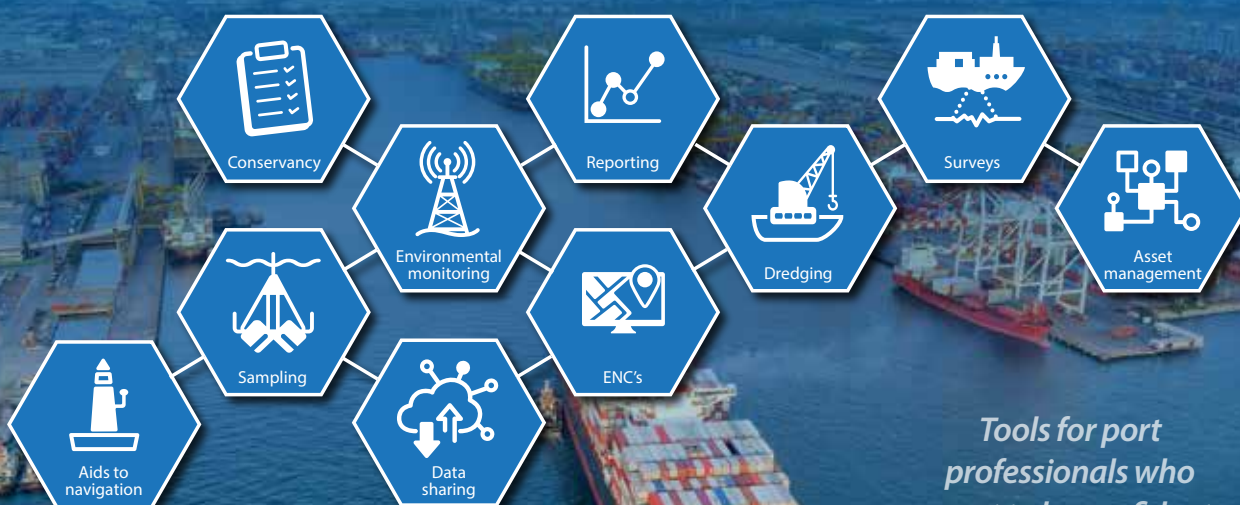 Conservancy
Reporting
Surveys
Environmental
monitoring
Dredging
Asset
management
Sampling
ENC's
Aids to
navigation
Data
sharing
Tools for port
professionals who